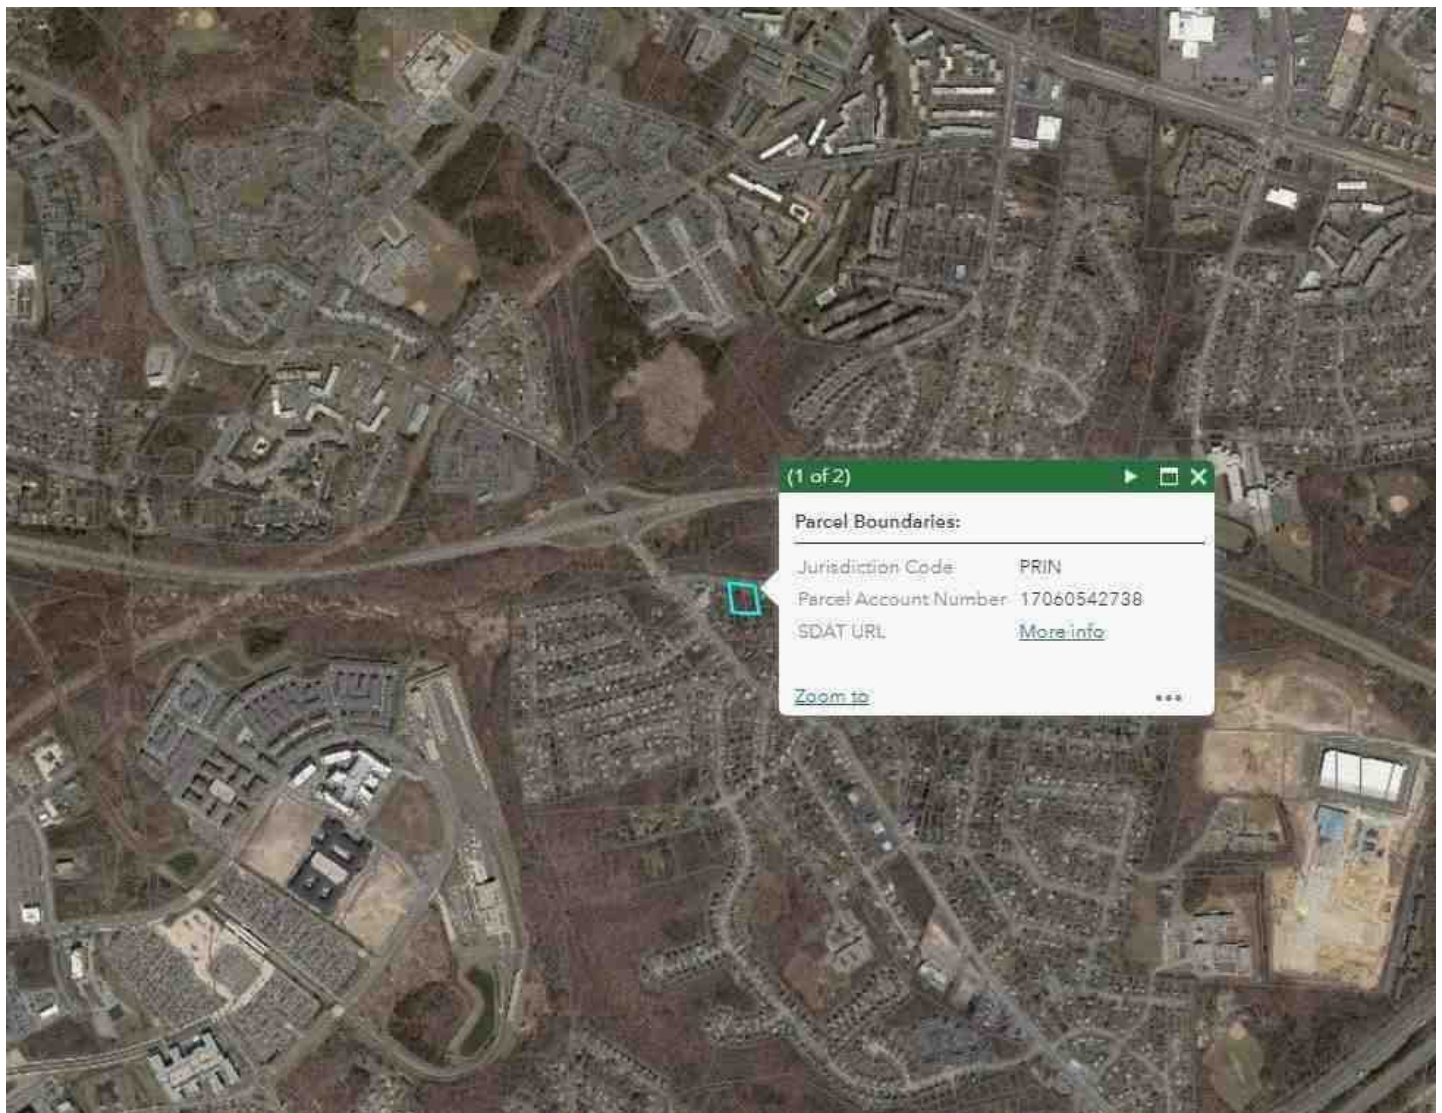 (1 of 2)
Parcel Boundaries:
Jurisdiction Code PRIN
Parcel Account Number 17060542738
SDAT URL More info
Zoom to